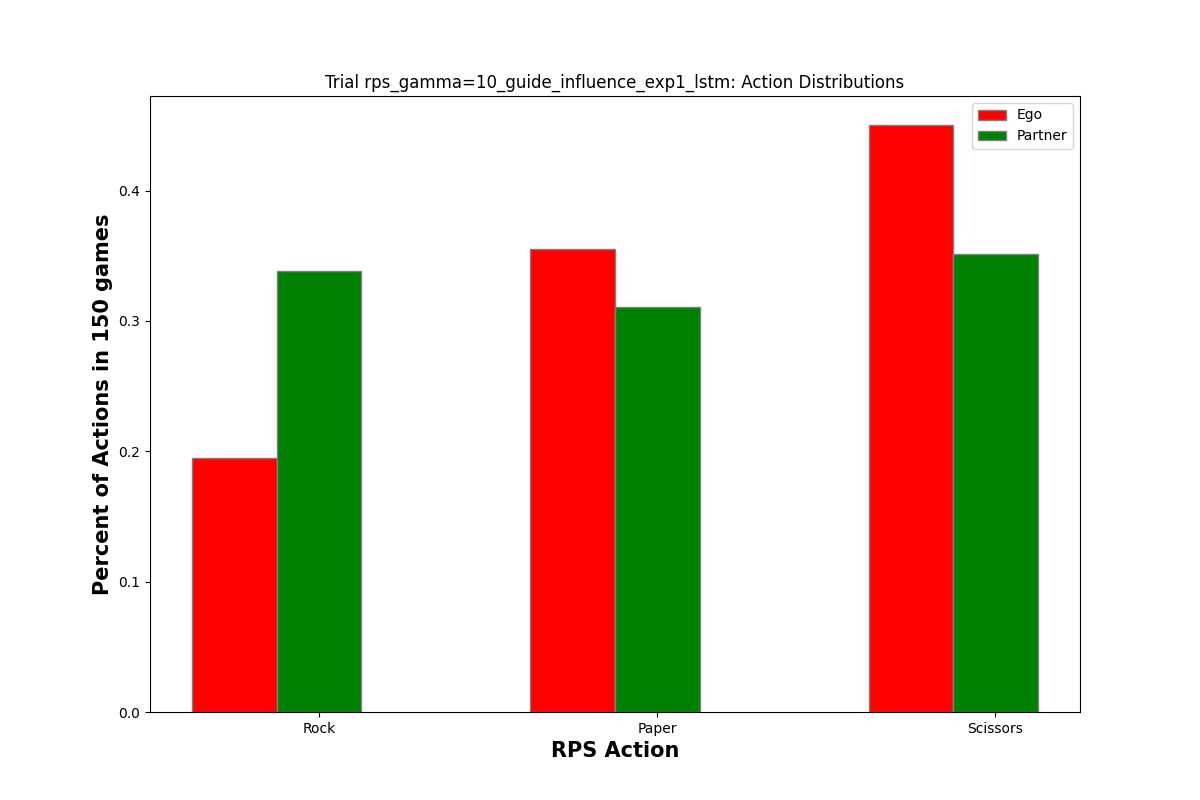 Trial rps_gamma=10_guide_influence_exp1_lstm: Action Distributions
Ego
Partner
Percent of Actions in 150 games
0.4
0.3
0.2
0.1
0.0
Rock
Paper
Scissors
RPS Action